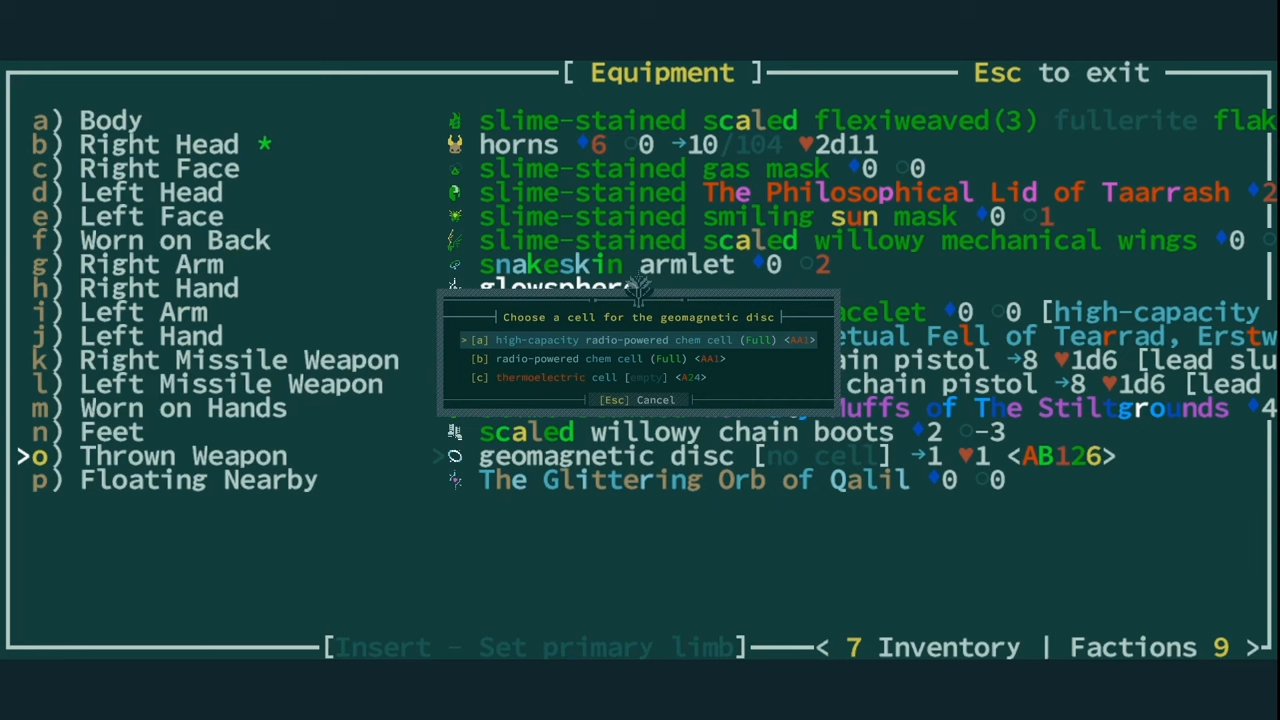 [ Equipment ] Esc to exit
a) Body slime-stained scaled flexiweaved(3) fullerite flak
b) Right Head * horns ♦6 ○0 →10/104 ♥2d11
c) Right Face slime-stained gas mask ♦0 ○0
d) Left Head slime-stained The Philosophical Lid of Taarrash ♦2
e) Left Face slime-stained smiling sun mask ♦0 ○1
f) Worn on Back slime-stained scaled willowy mechanical wings ♦0 ○
g) Right Arm snakeskin armlet ♦0 ○2
h) Right Hand glowsphere
i) Left Arm acelet ♦0 ○0 [high-capacity
j) Left Hand etual Fell of Tearrad, Erstw
k) Right Missile Weapon ain pistol →8 ♥1d6 [lead slu
l) Left Missile Weapon chain pistol →8 ♥1d6 [lead
m) Worn on Hands Muffs of The Stiltgrounds ♦4
n) Feet scaled willowy chain boots ♦2 ○-3
>o) Thrown Weapon > geomagnetic disc [no cell] →1 ♥1 <AB126>
p) Floating Nearby The Glittering Orb of Qalil ♦0 ○0
Choose a cell for the geomagnetic disc
> [a] high-capacity radio-powered chem cell (Full) <AA1>
[b] radio-powered chem cell (Full) <AA1>
[c] thermoelectric cell [empty] <A24>
[Esc] Cancel
[Insert - Set primary limb] < 7 Inventory | Factions 9 >